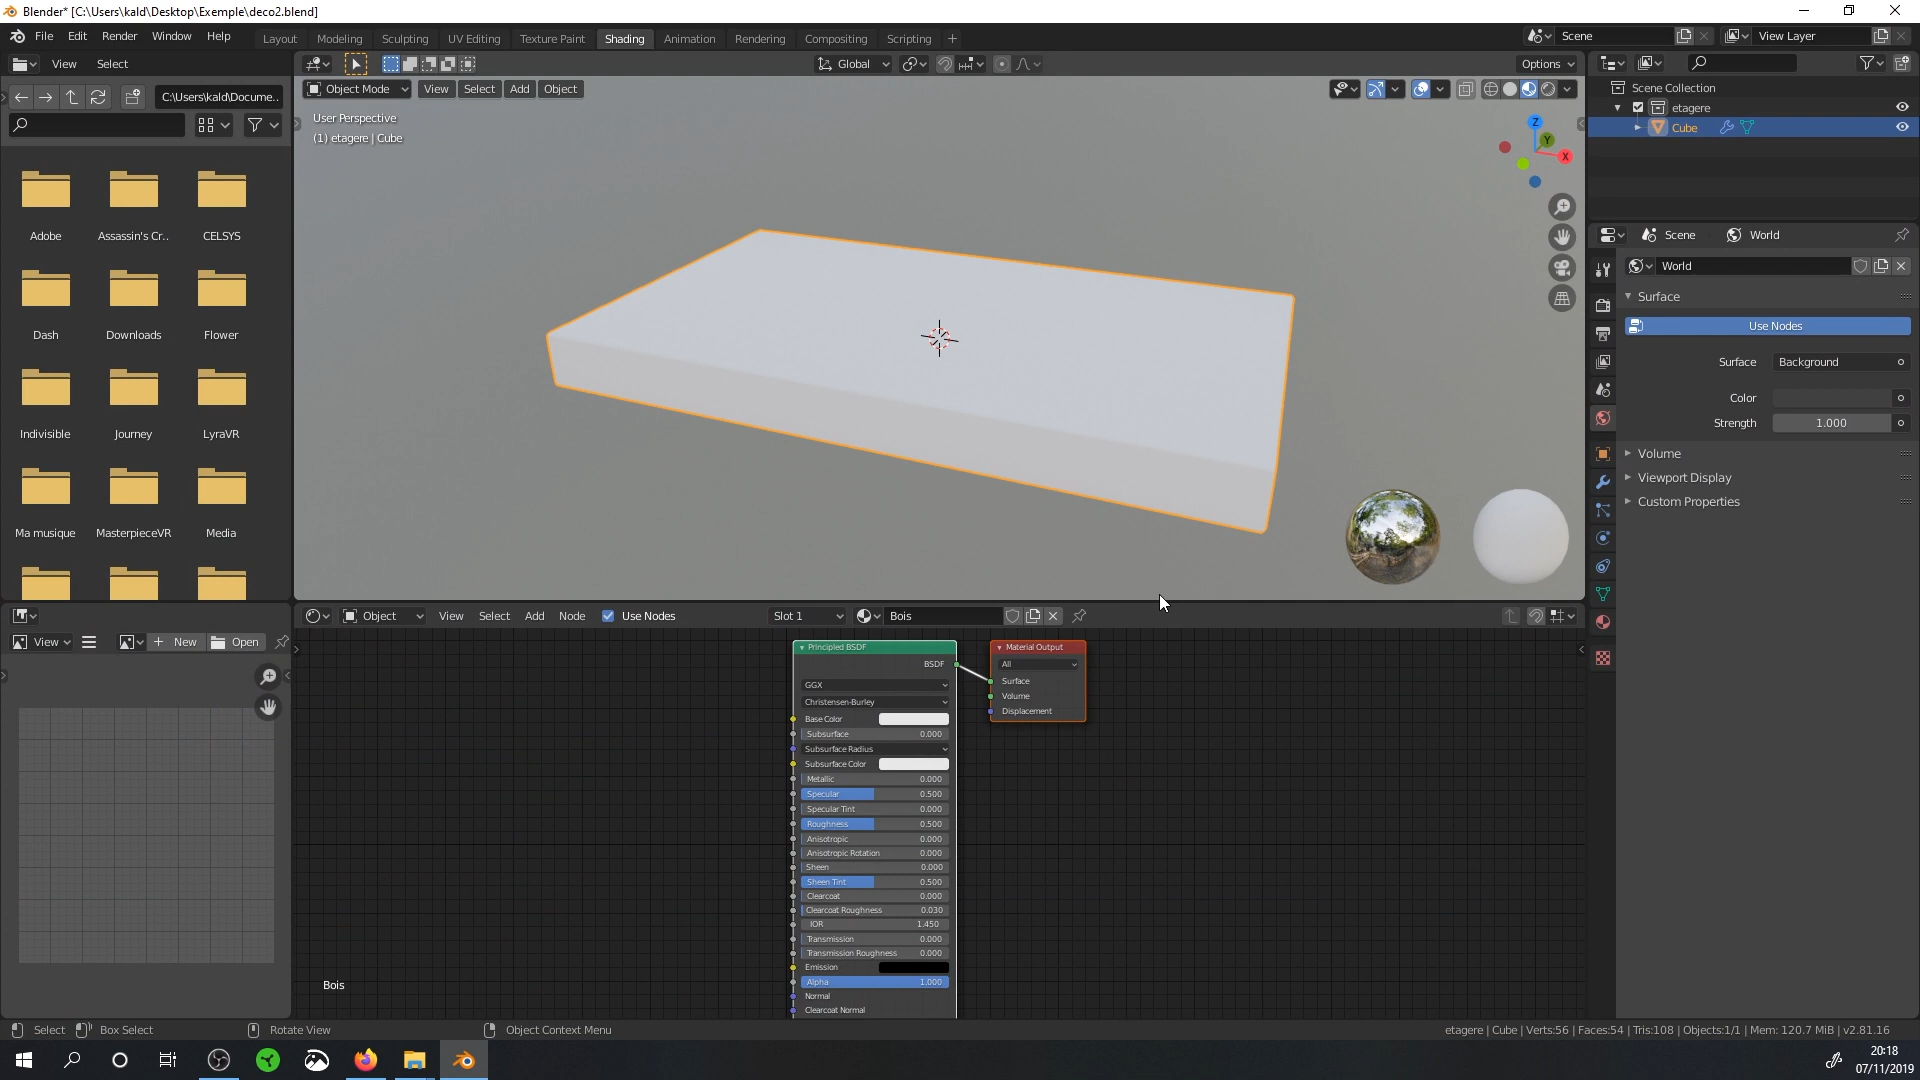 Blender* [C:\Users\kald\Desktop\Exemple\deco2.blend]
File Edit Render Window Help
Layout Modeling Sculpting UV Editing Texture Paint Shading Animation Rendering Compositing Scripting
Scene View Layer
View Select
Global
Options
C:\Users\kald\Docume..
Object Mode View Select Add Object
User Perspective
(1) etagere | Cube
Z Y X
Adobe Assassin's Cr.. CELSYS
Dash Downloads Flower
Indivisible Journey LyraVR
Ma musique MasterpieceVR Media
Scene Collection
etagere
Cube
Scene World
World
Surface
Use Nodes
Surface Background
Color
Strength 1.000
Volume
Viewport Display
Custom Properties
View New Open
Object View Select Add Node Use Nodes Slot 1 Bois
Principled BSDF
BSDF
GGX
Christensen-Burley
Base Color
Subsurface 0.000
Subsurface Radius
Subsurface Color
Metallic 0.000
Specular 0.500
Specular Tint 0.000
Roughness 0.500
Anisotropic 0.000
Anisotropic Rotation 0.000
Sheen 0.000
Sheen Tint 0.500
Clearcoat 0.000
Clearcoat Roughness 0.030
IOR 1.450
Transmission 0.000
Transmission Roughness 0.000
Emission
Alpha 1.000
Normal
Clearcoat Normal
Material Output
All
Surface
Volume
Displacement
Bois
Select Box Select Rotate View Object Context Menu
etagere | Cube | Verts:56 | Faces:54 | Tris:108 | Objects:1/1 | Mem: 120.7 MiB | v2.81.16
20:18
07/11/2019